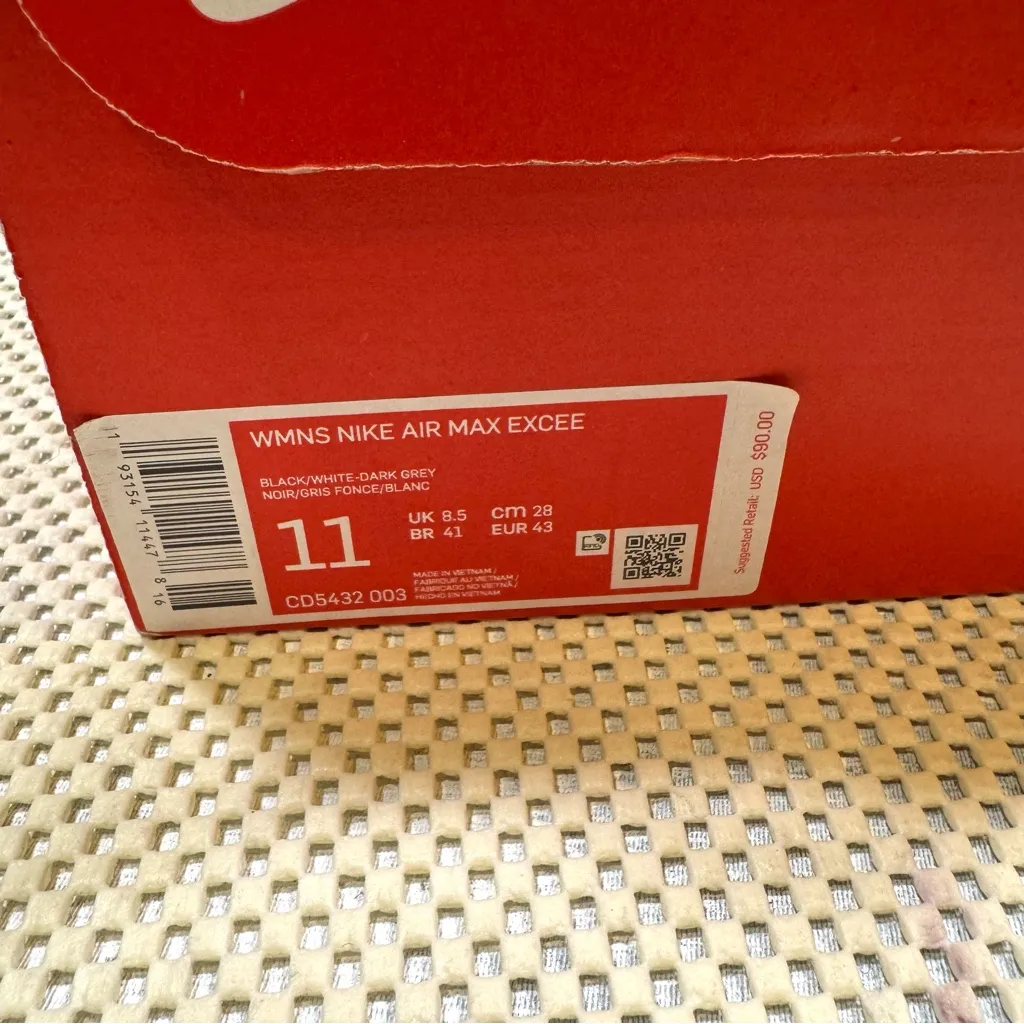 WMNS NIKE AIR MAX EXCEE
BLACK/WHITE-DARK GREY
NOIR/GRIS FONCE/BLANC
11
UK 8.5 cm 28
BR 41 EUR 43
MADE IN VIETNAM /
FABRIQUE AU VIETNAM /
FABRICADO NO VIETNÃ /
HECHO EN VIETNAM
CD5432 003
1 93154 11447 8 16
Suggested Retail: USD $90.00